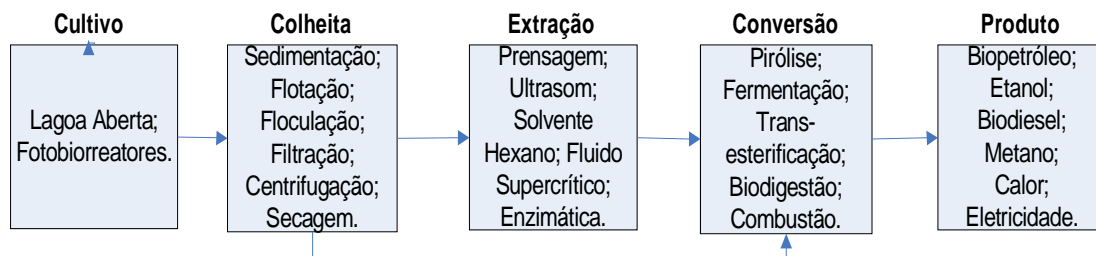 Cultivo
Lagoa Aberta;
Fotobiorreatores.
Colheita
Sedimentação;
Flotação;
Floculação;
Filtração;
Centrifugação;
Secagem.
Extração
Prensagem;
Ultrasom;
Solvente
Hexano; Fluido
Supercrítico;
Enzimática.
Conversão
Pirólise;
Fermentação;
Trans-
esterificação;
Biodigestão;
Combustão.
Produto
Biopetróleo;
Etanol;
Biodiesel;
Metano;
Calor;
Eletricidade.